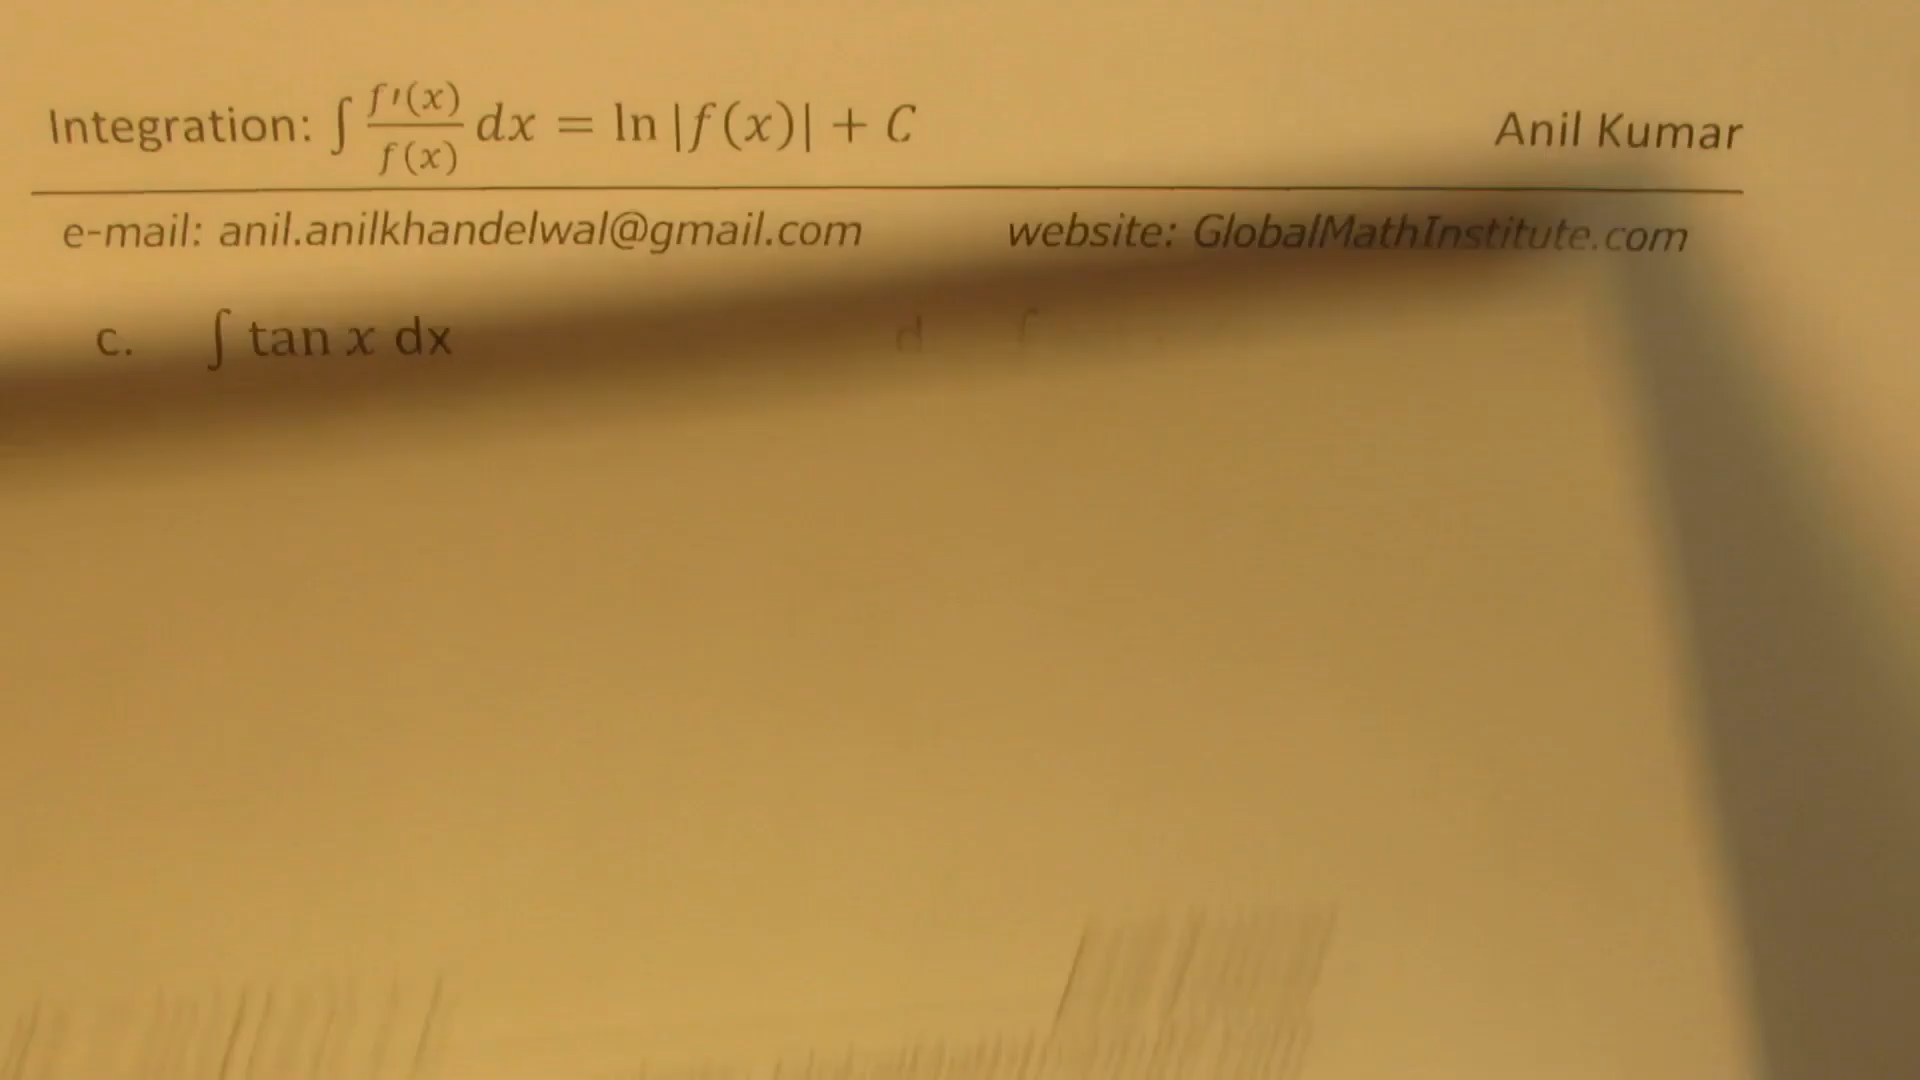 Integration: ∫ f'(x)/f(x) dx = ln |f(x)| + C
Anil Kumar
e-mail: anil.anilkhandelwal@gmail.com
website: GlobalMathInstitute.com
c. ∫ tan x dx
d